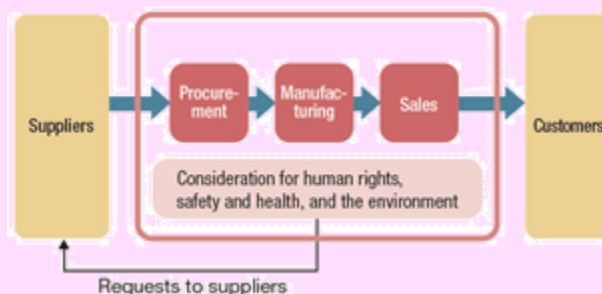 Suppliers
Procure-
ment
Manufac-
turing
Sales
Customers
Consideration for human rights,
safety and health, and the environment
Requests to suppliers